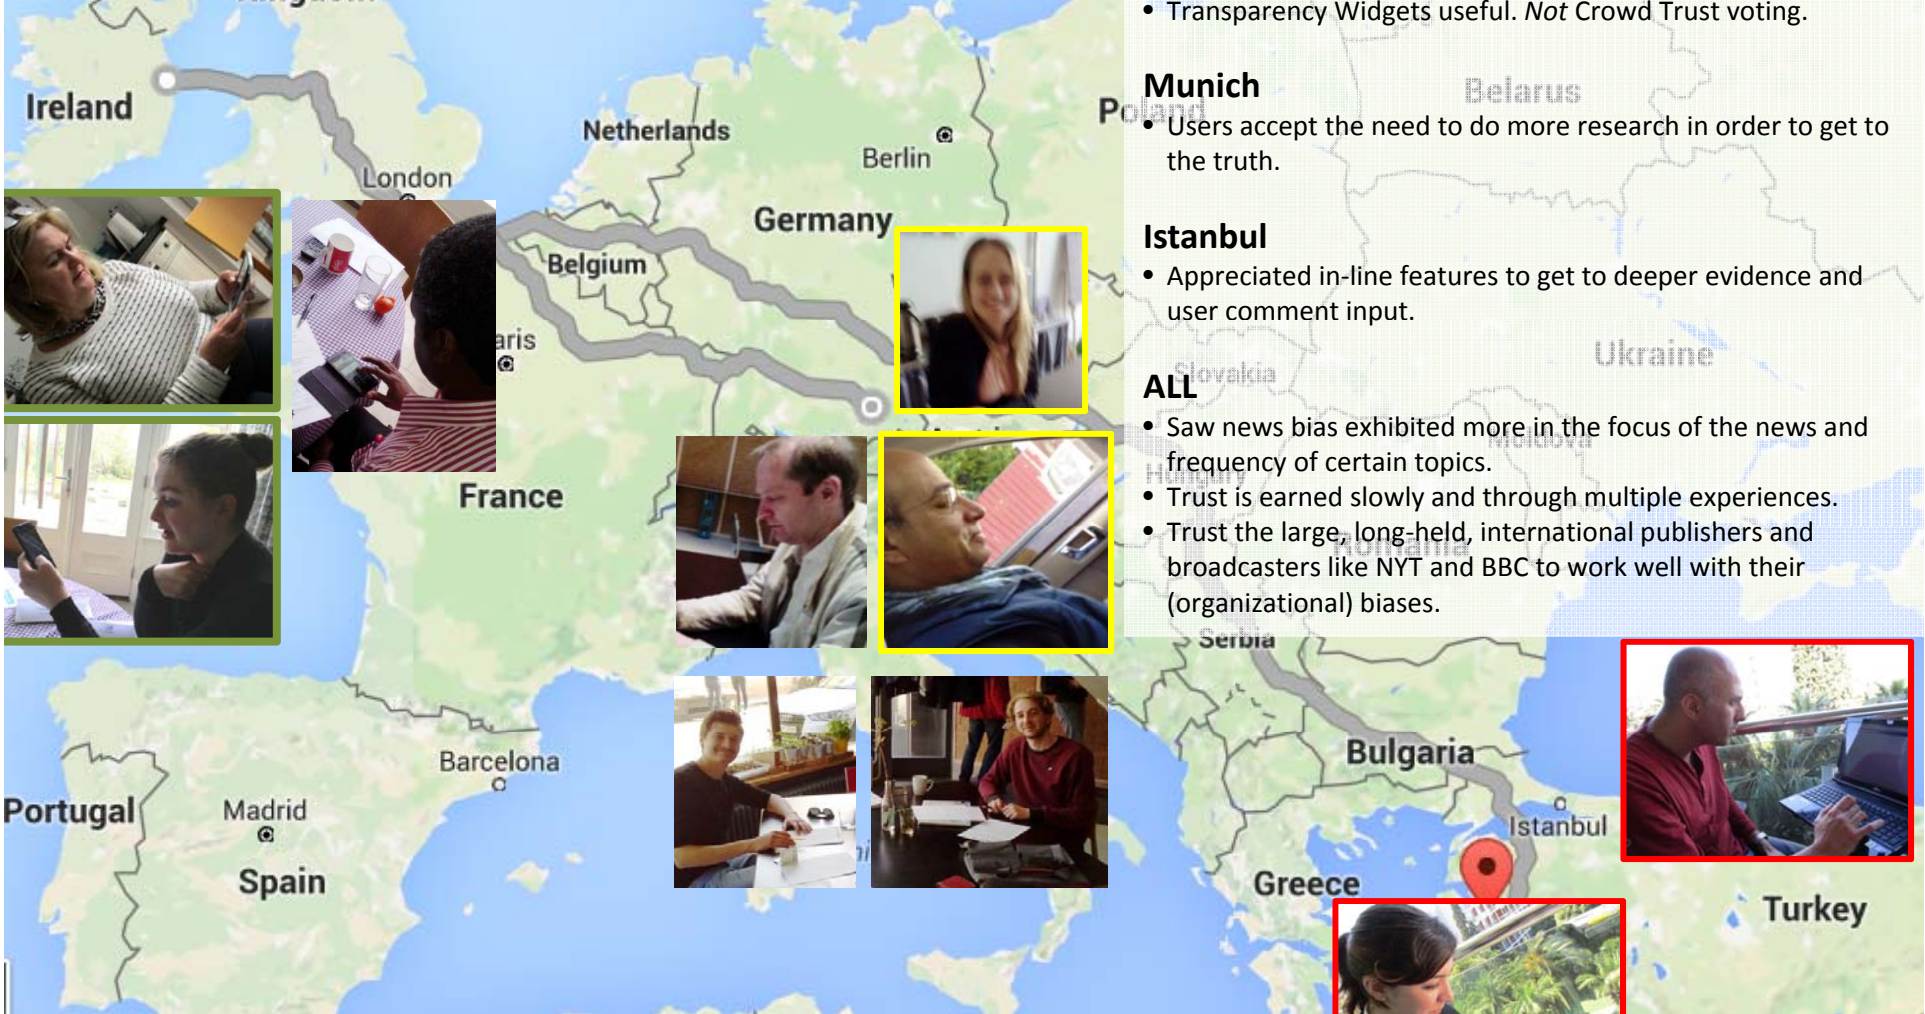 • Transparency Widgets useful. Not Crowd Trust voting.
Munich
• Users accept the need to do more research in order to get to
the truth.
Istanbul
• Appreciated in-line features to get to deeper evidence and
user comment input.
ALL
• Saw news bias exhibited more in the focus of the news and
frequency of certain topics.
• Trust is earned slowly and through multiple experiences.
• Trust the large, long-held, international publishers and
broadcasters like NYT and BBC to work well with their
(organizational) biases.
Ireland
London
Netherlands
Berlin
Poland
Belarus
Germany
Belgium
aris
Slovakia
Ukraine
Moldova
Hungary
France
Romania
Serbia
Barcelona
Bulgaria
Portugal
Madrid
Istanbul
Spain
Greece
Turkey